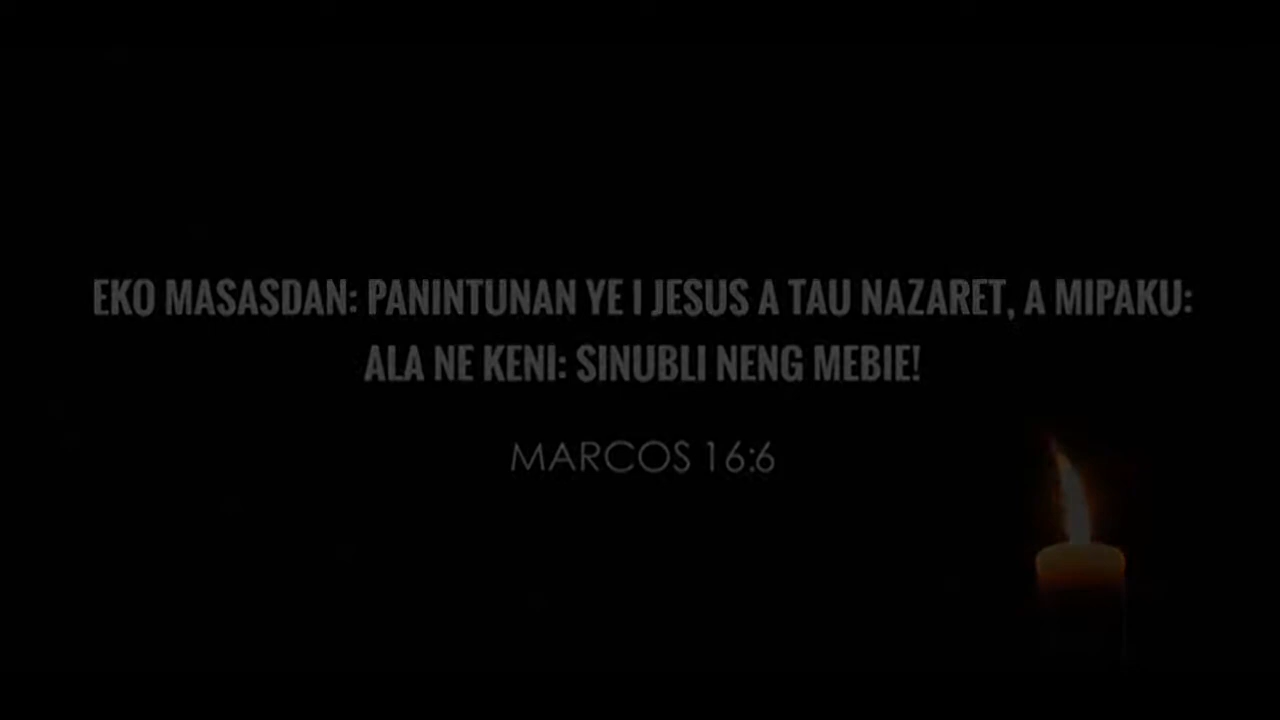 EKO MASASDAN: PANINTUNAN YE I JESUS A TAU NAZARET, A MIPAKU:
ALA NE KENI: SINUBLI NENG MEBIE!
MARCOS 16:6